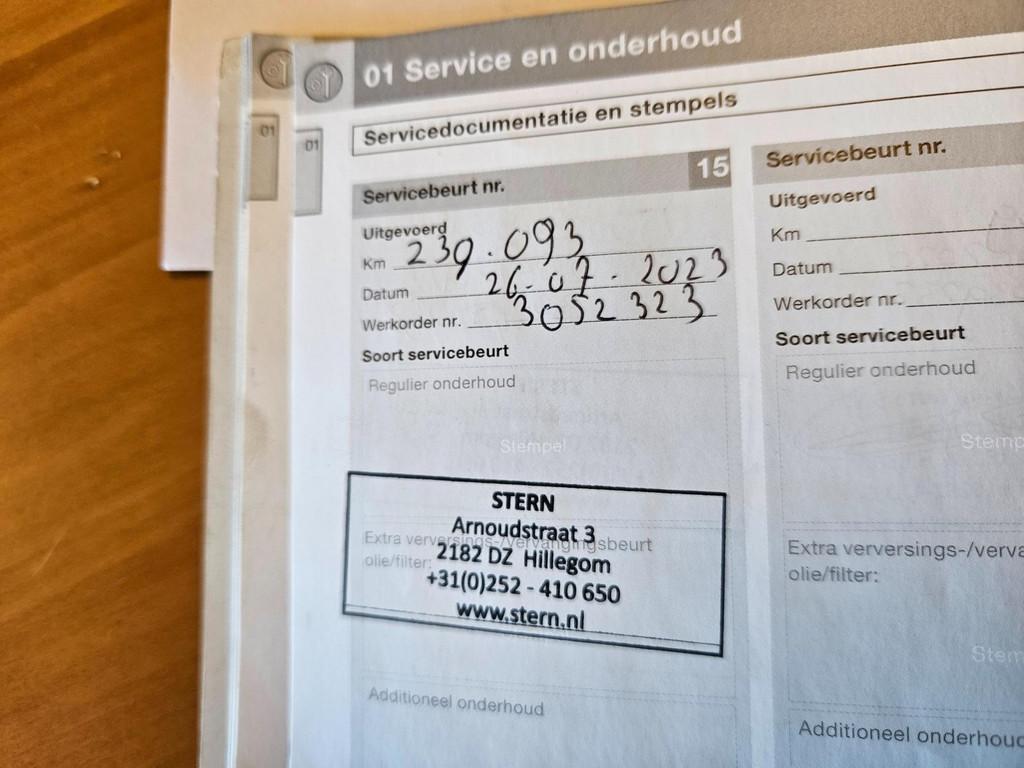 01 Service en onderhoud
01
01
Servicedocumentatie en stempels
Servicebeurt nr. 15
Uitgevoerd
Km 239.093
Datum 26-07-2023
Werkorder nr. 3052323
Soort servicebeurt
Regulier onderhoud
Stempel
STERN
Arnoudstraat 3
Extra verversings-/vervangingsbeurt
2182 DZ Hillegom
olie/filter:
+31(0)252 - 410 650
www.stern.nl
Additioneel onderhoud
Servicebeurt nr.
Uitgevoerd
Km
Datum
Werkorder nr.
Soort servicebeurt
Regulier onderhoud
Stemp
Extra verversings-/verva
olie/filter:
Stem
Additioneel onderhoud